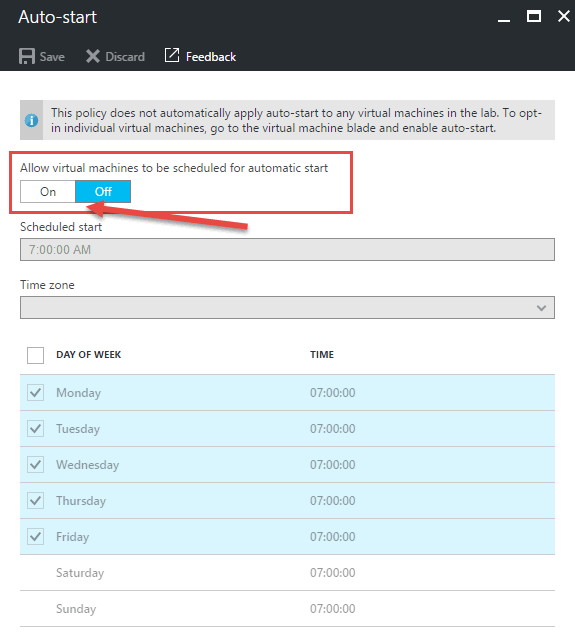 Auto-start
Save Discard Feedback
This policy does not automatically apply auto-start to any virtual machines in the lab. To opt-
in individual virtual machines, go to the virtual machine blade and enable auto-start.
Allow virtual machines to be scheduled for automatic start
On Off
Scheduled start
7:00:00 AM
Time zone
DAY OF WEEK TIME
Monday 07:00:00
Tuesday 07:00:00
Wednesday 07:00:00
Thursday 07:00:00
Friday 07:00:00
Saturday 07:00:00
Sunday 07:00:00